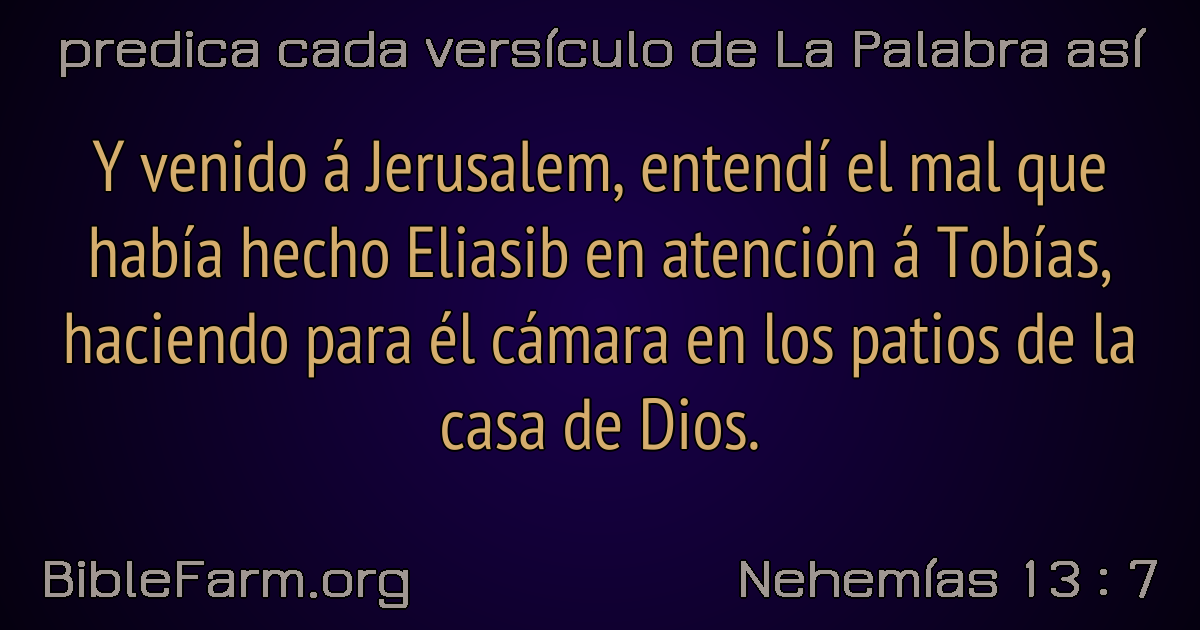 predica cada versículo de La Palabra así
Y venido á Jerusalem, entendí el mal que
había hecho Eliasib en atención á Tobías,
haciendo para él cámara en los patios de la
casa de Dios.
BibleFarm.org
Nehemías 13 : 7